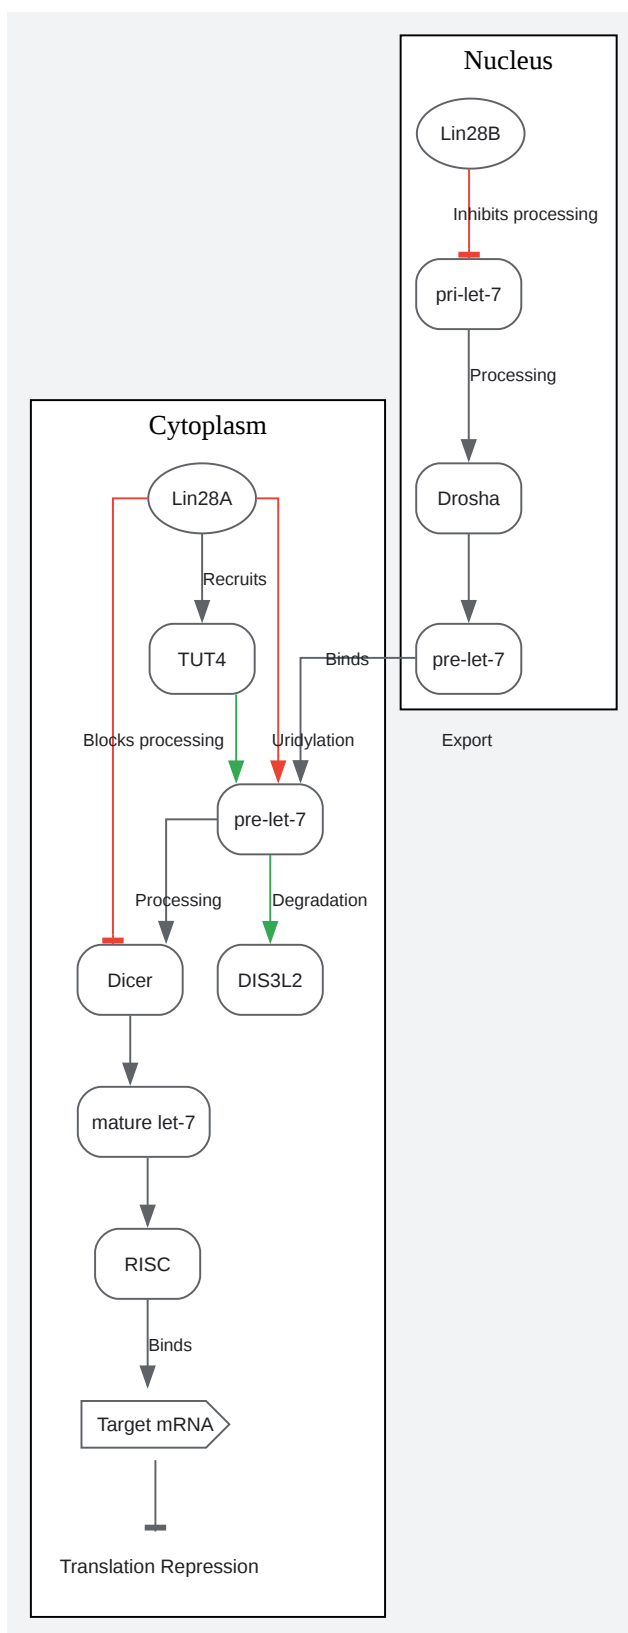 Nucleus
Lin28B
Inhibits processing
pri-let-7
Processing
Drosha
pre-let-7
Export
Cytoplasm
Lin28A
Recruits
TUT4
Binds
Blocks processing
Uridylation
pre-let-7
Processing
Degradation
Dicer
DIS3L2
mature let-7
RISC
Binds
Target mRNA
Translation Repression